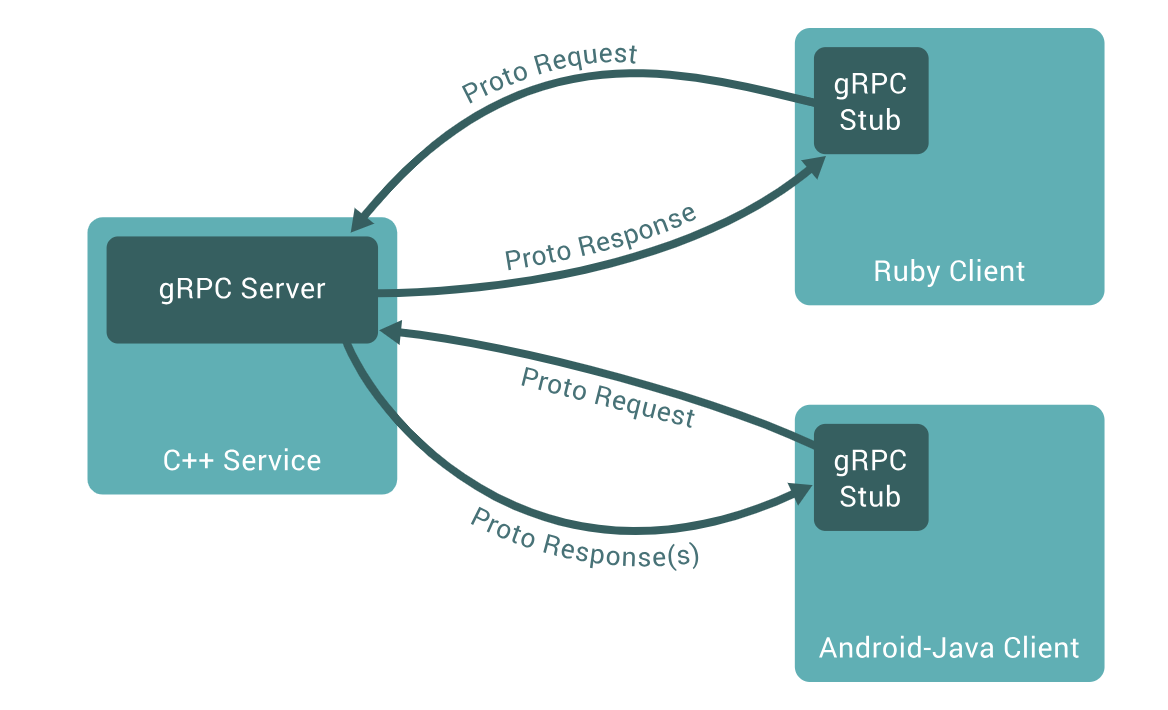 Proto Request
gRPC
Stub
Proto Response
Ruby Client
gRPC Server
C++ Service
Proto Request
gRPC
Stub
Proto Response(s)
Android-Java Client